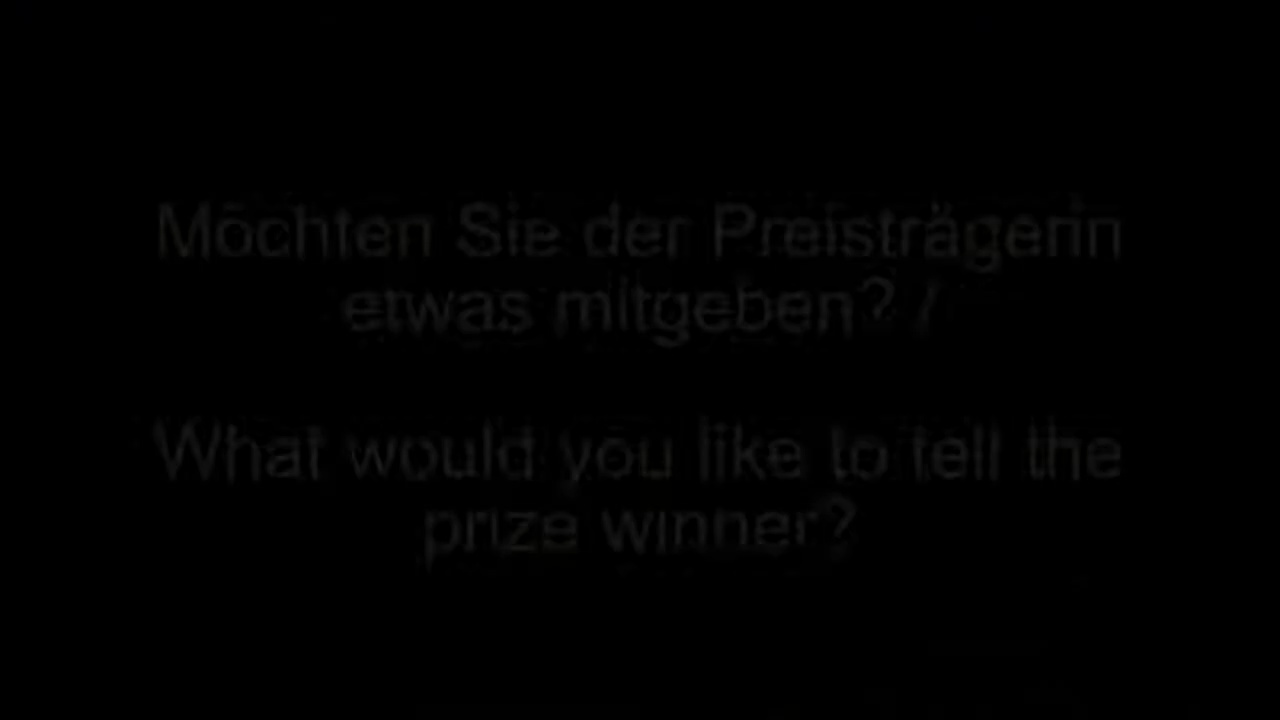 Möchten Sie der Preisträgerin
etwas mitgeben? /
What would you like to tell the
prize winner?